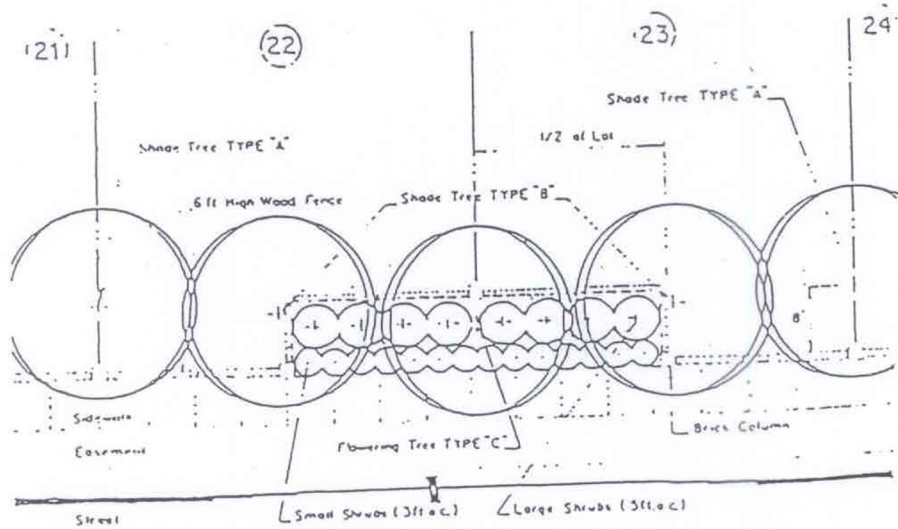 21
22
23
24
Shade Tree TYPE "A"
1/2 of Lot
Shade Tree TYPE "A"
6 ft High Wood Fence
Shade Tree TYPE "B"
8'
Sidewalk
Easement
Flowering Tree TYPE "C"
Brick Column
Street
Small Shrubs (3ft. o.c.)
Large Shrubs (3ft. o.c.)